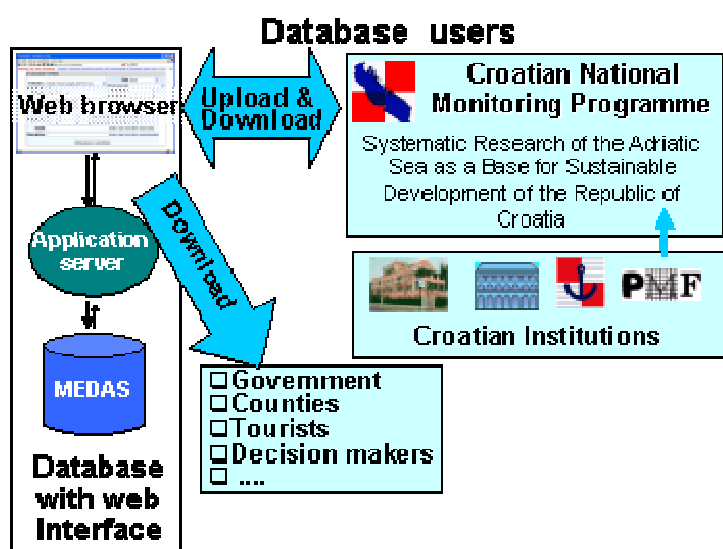 Database users
Web browser
Upload &
Download
Croatian National
Monitoring Programme
Systematic Research of the Adriatic
Sea as a Base for Sustainable
Development of the Republic of
Croatia
Download
Application
server
PMF
Croatian Institutions
MEDAS
Government
Counties
Tourists
Decision makers
....
Database
with web
Interface